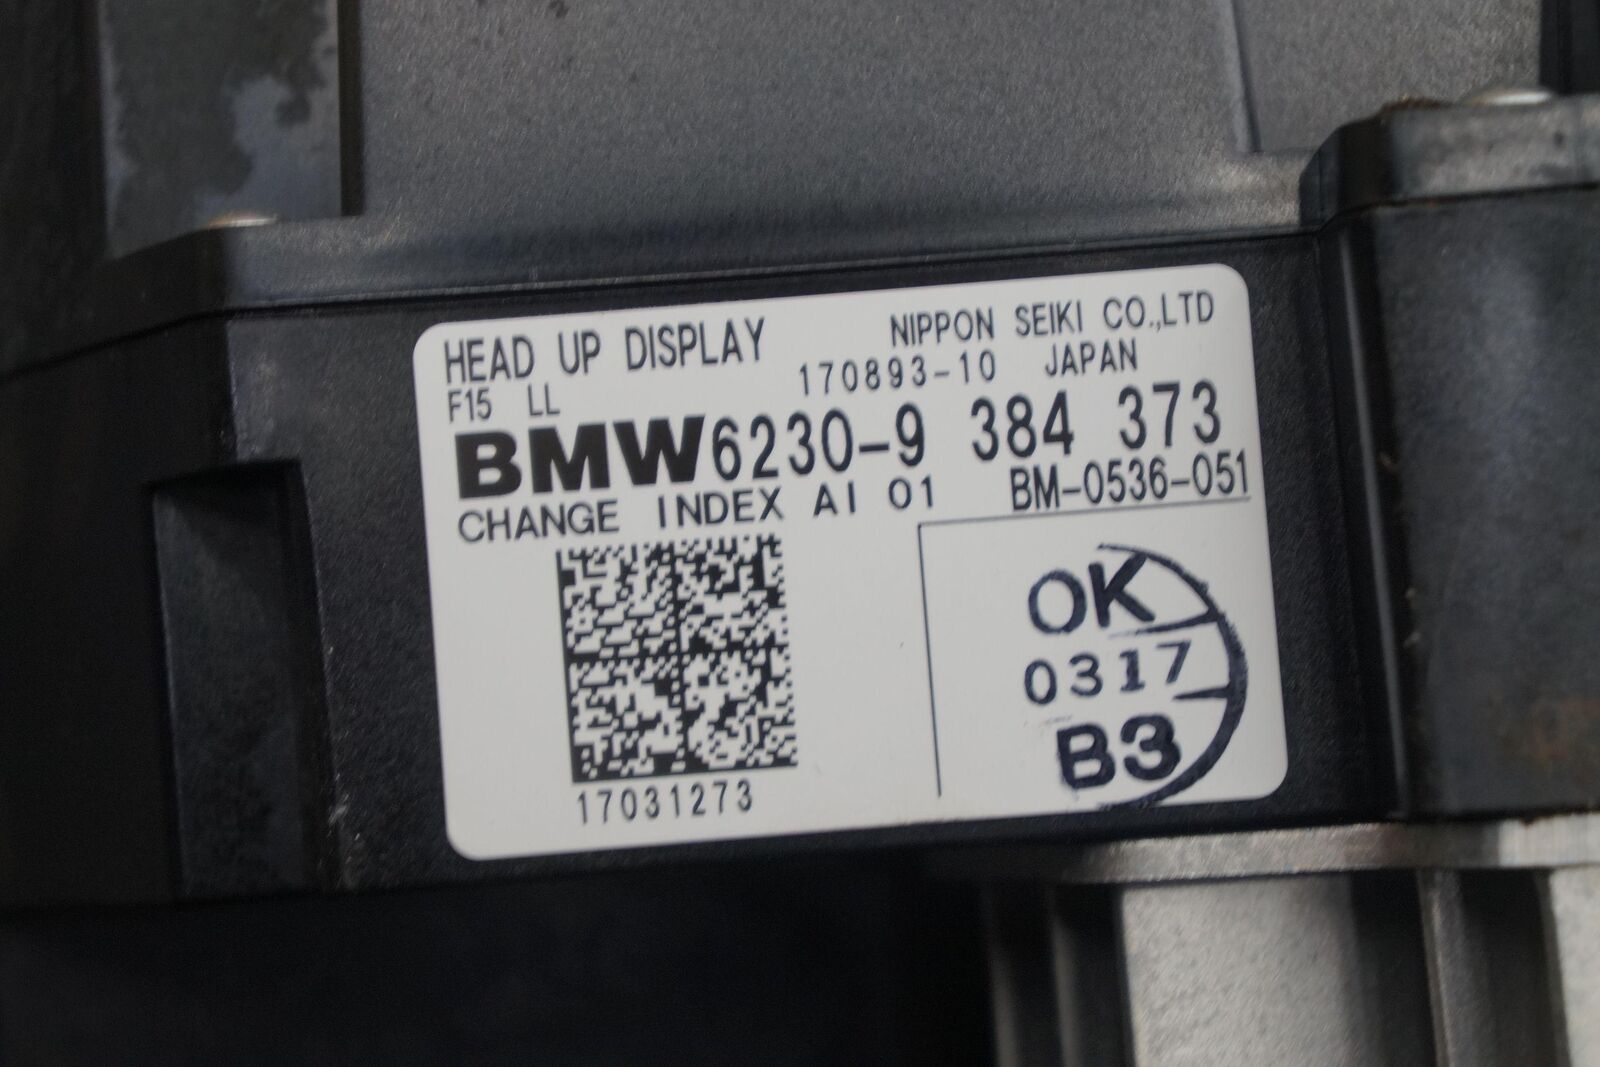 HEAD UP DISPLAY
NIPPON SEIKI CO.,LTD
F15 LL
170893-10 JAPAN
BMW6230-9 384 373
CHANGE INDEX AI 01
BM-0536-051
OK
0317
B3
17031273